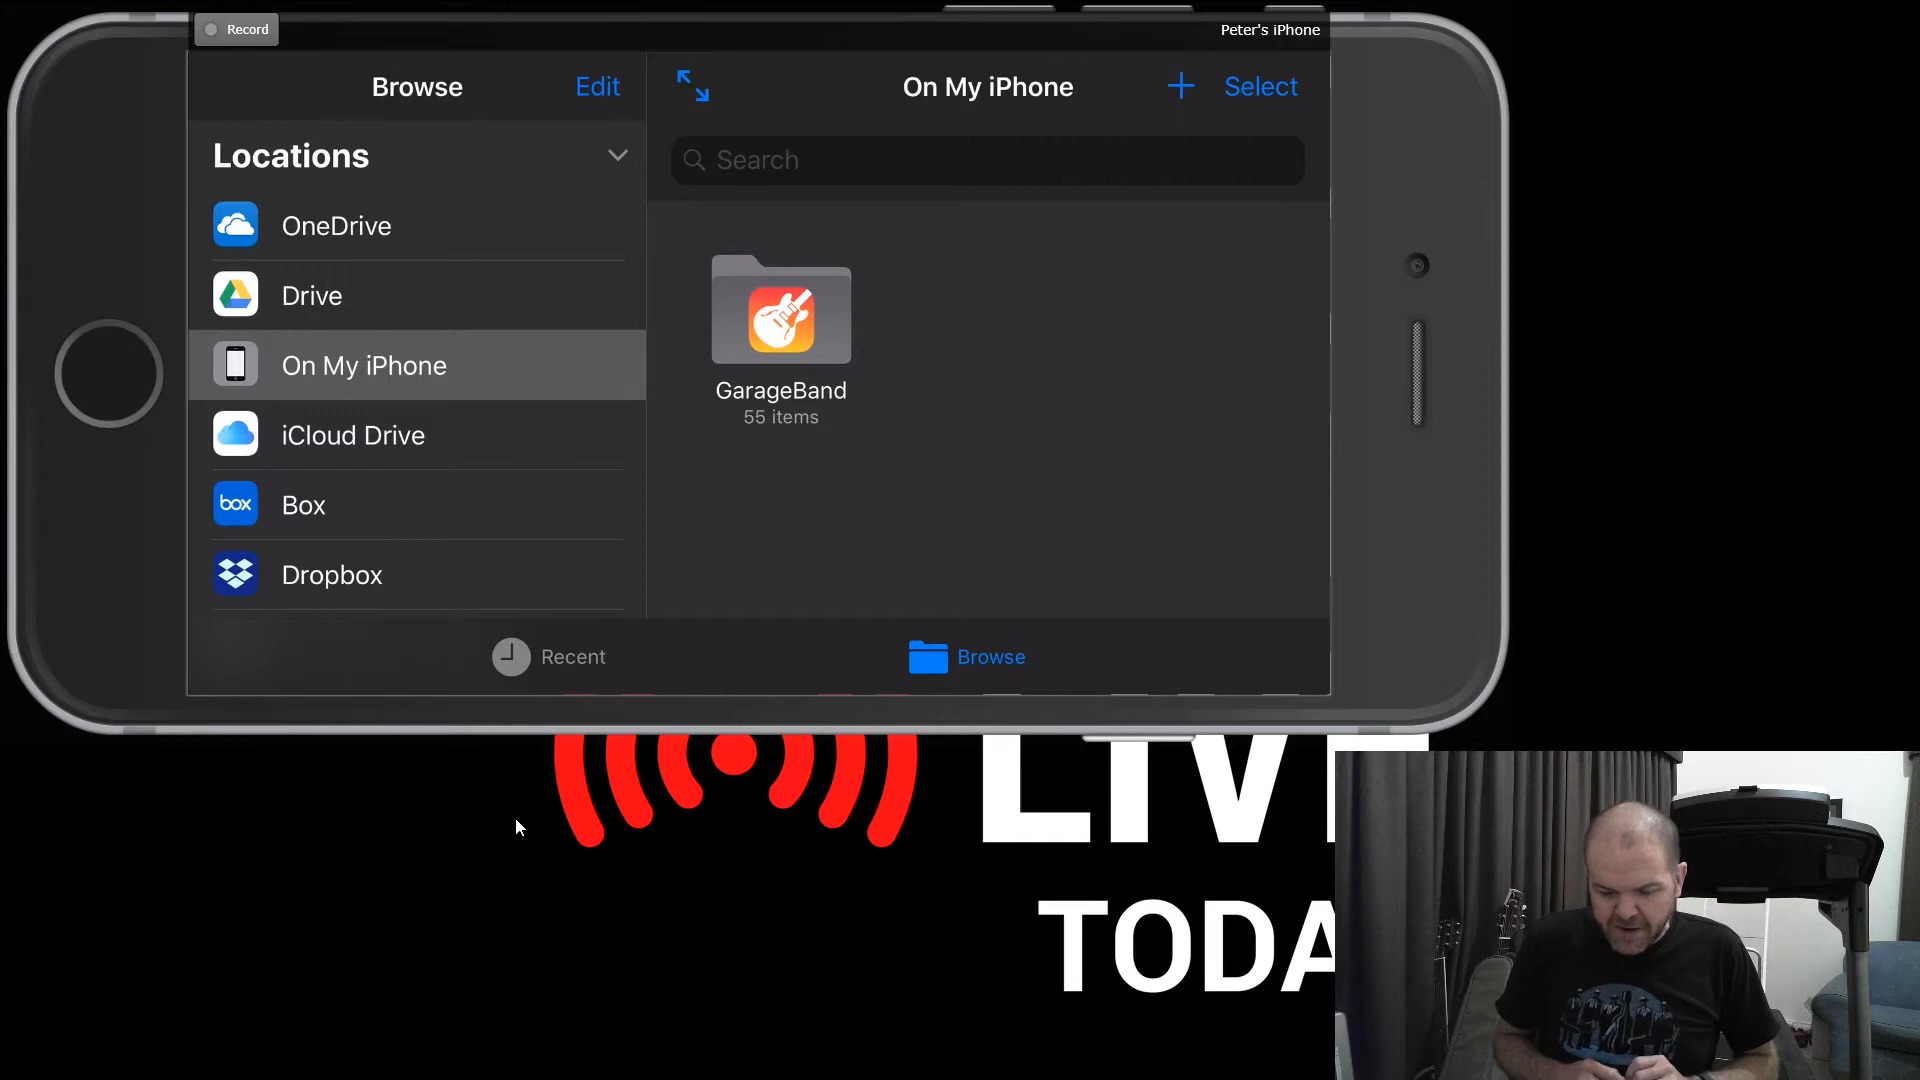 Record
Peter's iPhone
Browse
Edit
On My iPhone
Select
Locations
Search
OneDrive
Drive
On My iPhone
iCloud Drive
box
Box
Dropbox
GarageBand
55 items
Recent
Browse
LIV
TODA